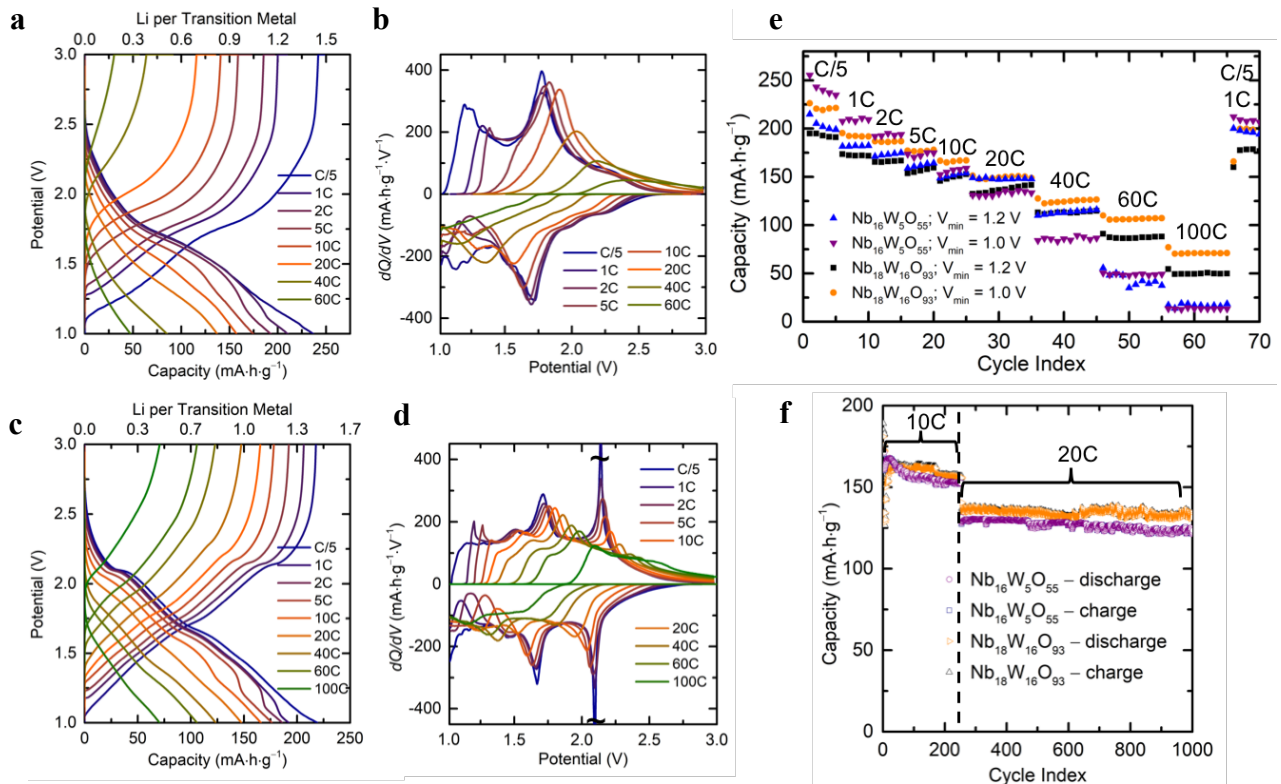 a
Li per Transition Metal
0.0 0.3 0.6 0.9 1.2 1.5
3.0
2.5
2.0
1.5
1.0
Potential (V)
C/5
1C
2C
5C
10C
20C
40C
60C
0 50 100 150 200 250
Capacity (mA·h·g⁻¹)
b
400
200
0
-200
-400
dQ/dV (mA·h·g⁻¹·V⁻¹)
C/5 10C
1C 20C
2C 40C
5C 60C
1.0 1.5 2.0 2.5 3.0
Potential (V)
c
Li per Transition Metal
0.0 0.3 0.7 1.0 1.3 1.7
3.0
2.5
2.0
1.5
1.0
Potential (V)
C/5
1C
2C
5C
10C
20C
40C
60C
100C
0 50 100 150 200 250
Capacity (mA·h·g⁻¹)
d
400
200
0
-200
-400
dQ/dV (mA·h·g⁻¹·V⁻¹)
~
C/5
1C
2C
5C
10C
20C
40C
60C
100C
~
1.0 1.5 2.0 2.5 3.0
Potential (V)
e
250
200
150
100
50
0
Capacity (mA·h·g⁻¹)
C/5
1C
2C
5C
10C
20C
40C
60C
100C
C/5
1C
Nb₁₆W₅O₅₅; Vmin = 1.2 V
Nb₁₆W₅O₅₅; Vmin = 1.0 V
Nb₁₈W₁₆O₉₃; Vmin = 1.2 V
Nb₁₈W₁₆O₉₃; Vmin = 1.0 V
0 10 20 30 40 50 60 70
Cycle Index
f
200
150
100
50
0
Capacity (mA·h·g⁻¹)
10C
20C
Nb₁₆W₅O₅₅ – discharge
Nb₁₆W₅O₅₅ – charge
Nb₁₈W₁₆O₉₃ – discharge
Nb₁₈W₁₆O₉₃ – charge
0 200 400 600 800 1000
Cycle Index